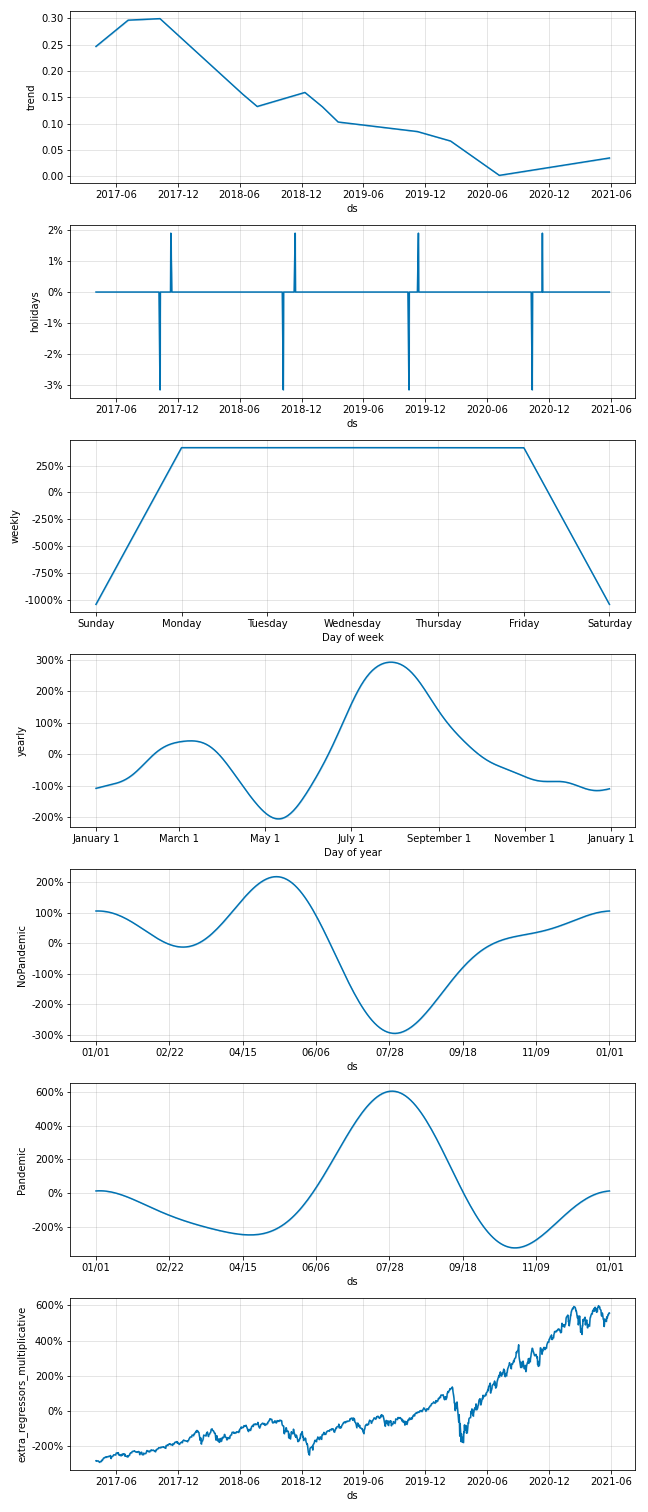 trend
0.30
0.25
0.20
0.15
0.10
0.05
0.00
2017-06 2017-12 2018-06 2018-12 2019-06 2019-12 2020-06 2020-12 2021-06
ds
holidays
2%
1%
0%
-1%
-2%
-3%
2017-06 2017-12 2018-06 2018-12 2019-06 2019-12 2020-06 2020-12 2021-06
ds
weekly
250%
0%
-250%
-500%
-750%
-1000%
Sunday Monday Tuesday Wednesday Thursday Friday Saturday
Day of week
yearly
300%
200%
100%
0%
-100%
-200%
January 1 March 1 May 1 July 1 September 1 November 1 January 1
Day of year
NoPandemic
200%
100%
0%
-100%
-200%
-300%
01/01 02/22 04/15 06/06 07/28 09/18 11/09 01/01
ds
Pandemic
600%
400%
200%
0%
-200%
01/01 02/22 04/15 06/06 07/28 09/18 11/09 01/01
ds
extra_regressors_multiplicative
600%
400%
200%
0%
-200%
2017-06 2017-12 2018-06 2018-12 2019-06 2019-12 2020-06 2020-12 2021-06
ds